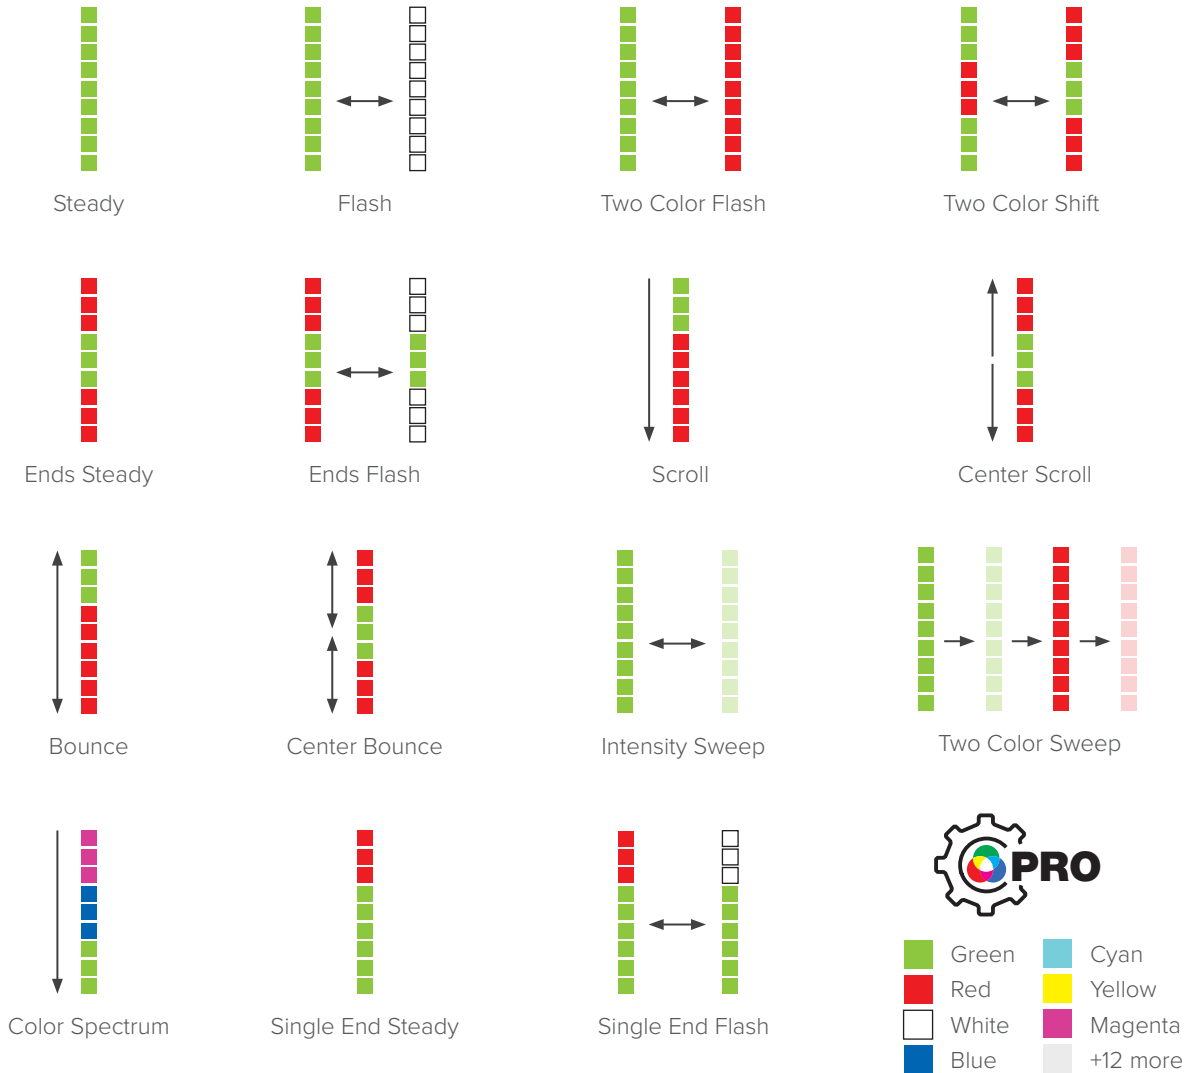 Steady
Flash
Two Color Flash
Two Color Shift
Ends Steady
Ends Flash
Scroll
Center Scroll
Bounce
Center Bounce
Intensity Sweep
Two Color Sweep
Color Spectrum
Single End Steady
Single End Flash
PRO
Green
Cyan
Red
Yellow
White
Magenta
Blue
+12 more